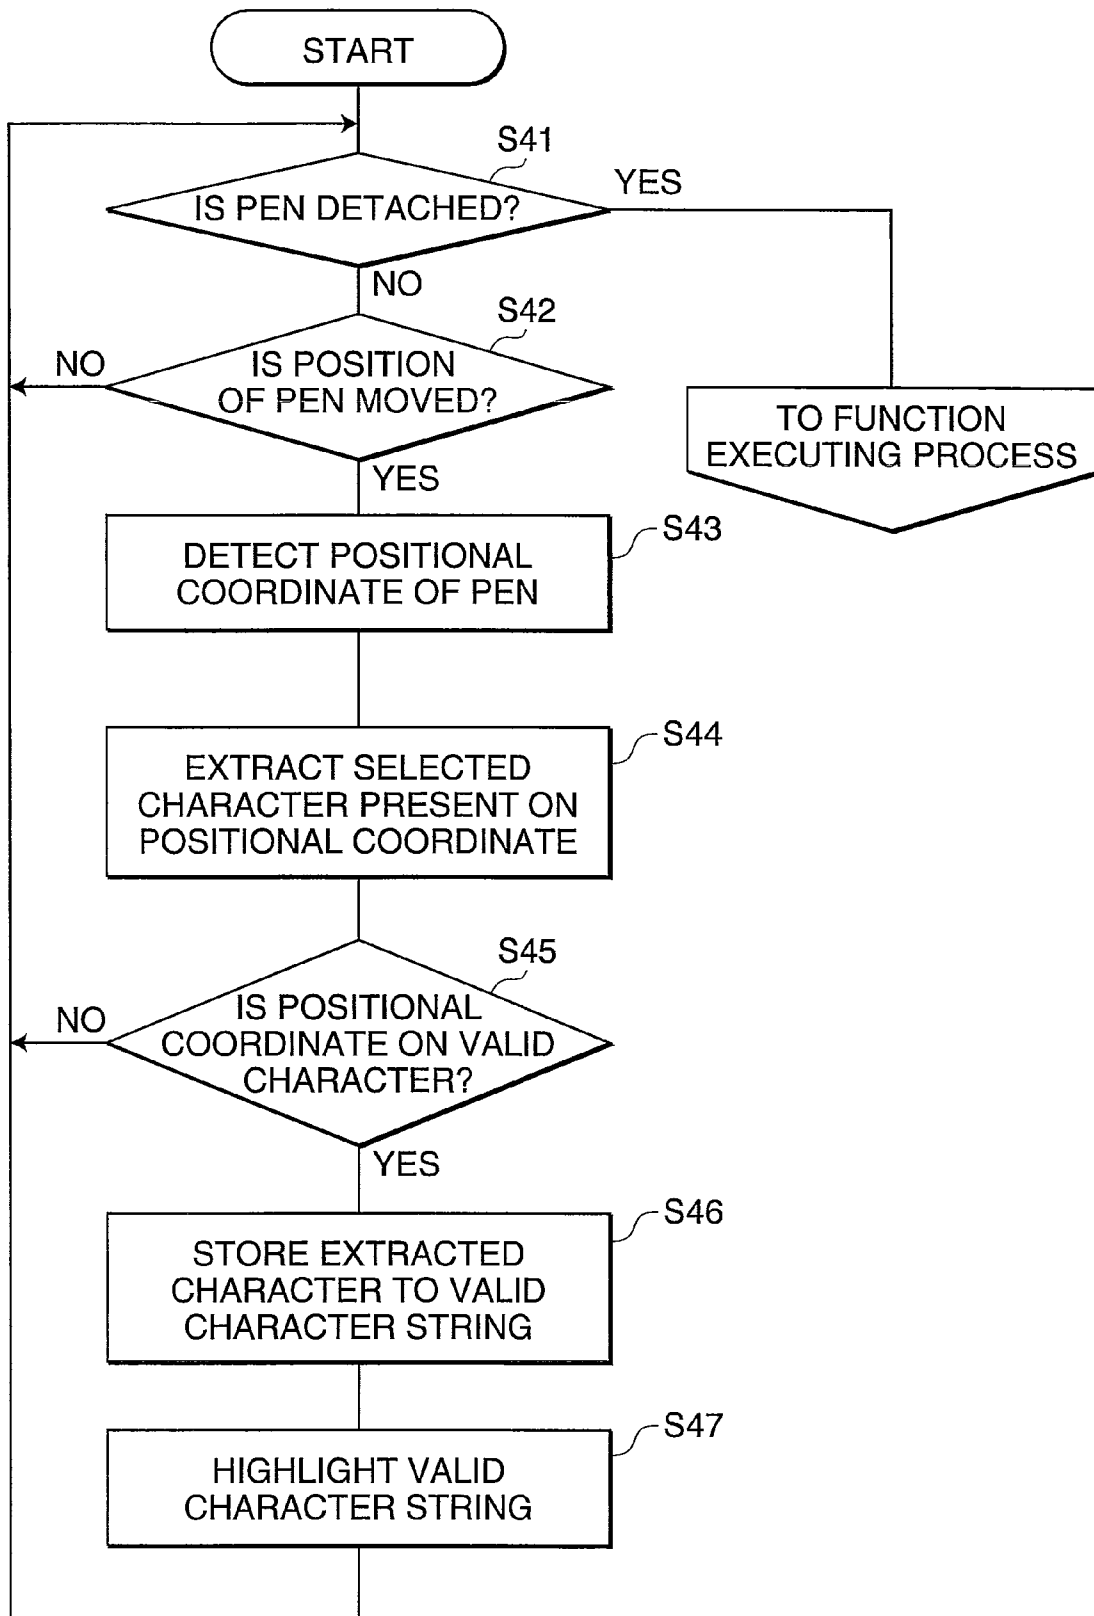 START
S41
IS PEN DETACHED?
YES
NO
S42
NO
IS POSITION
OF PEN MOVED?
TO FUNCTION
EXECUTING PROCESS
YES
S43
DETECT POSITIONAL
COORDINATE OF PEN
S44
EXTRACT SELECTED
CHARACTER PRESENT ON
POSITIONAL COORDINATE
S45
NO
IS POSITIONAL
COORDINATE ON VALID
CHARACTER?
YES
S46
STORE EXTRACTED
CHARACTER TO VALID
CHARACTER STRING
S47
HIGHLIGHT VALID
CHARACTER STRING